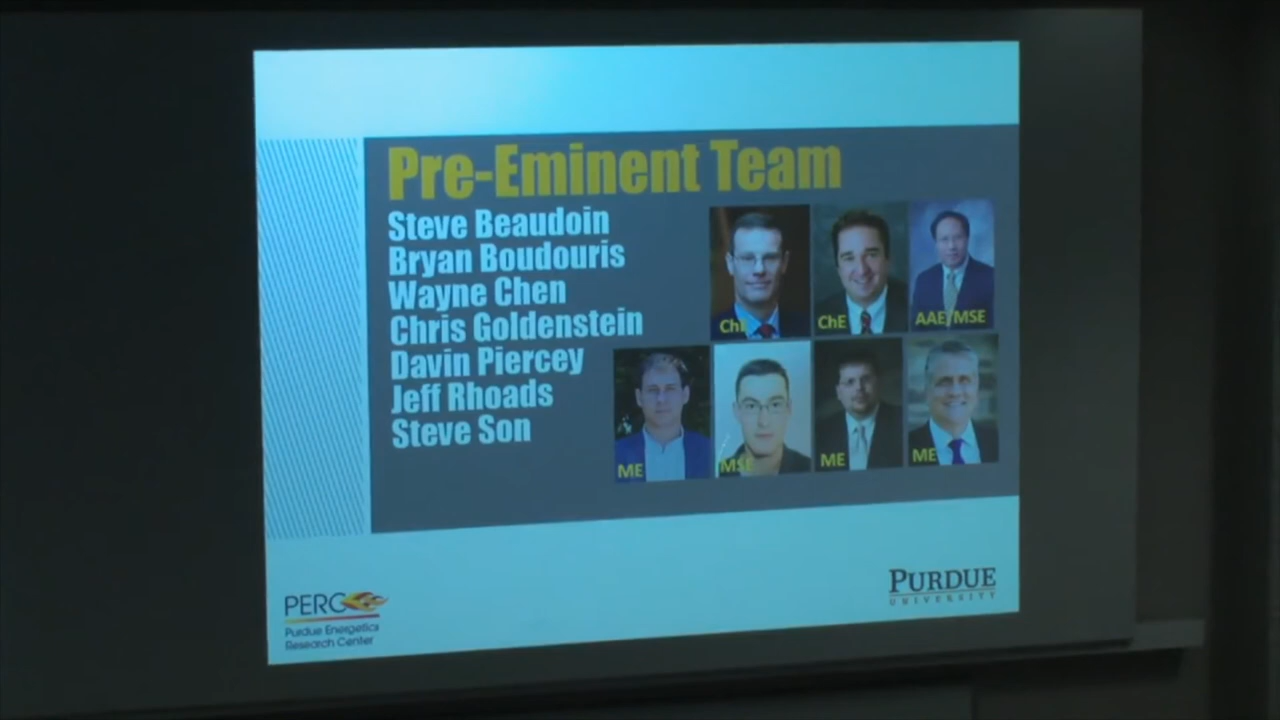 Pre-Eminent Team
Steve Beaudoin
Bryan Boudouris
Wayne Chen
Chris Goldenstein
Davin Piercey
Jeff Rhoads
Steve Son
ChE
ChE
AAE/MSE
ME
MSE
ME
ME
PERC
Purdue Energetics
Research Center
PURDUE
UNIVERSITY